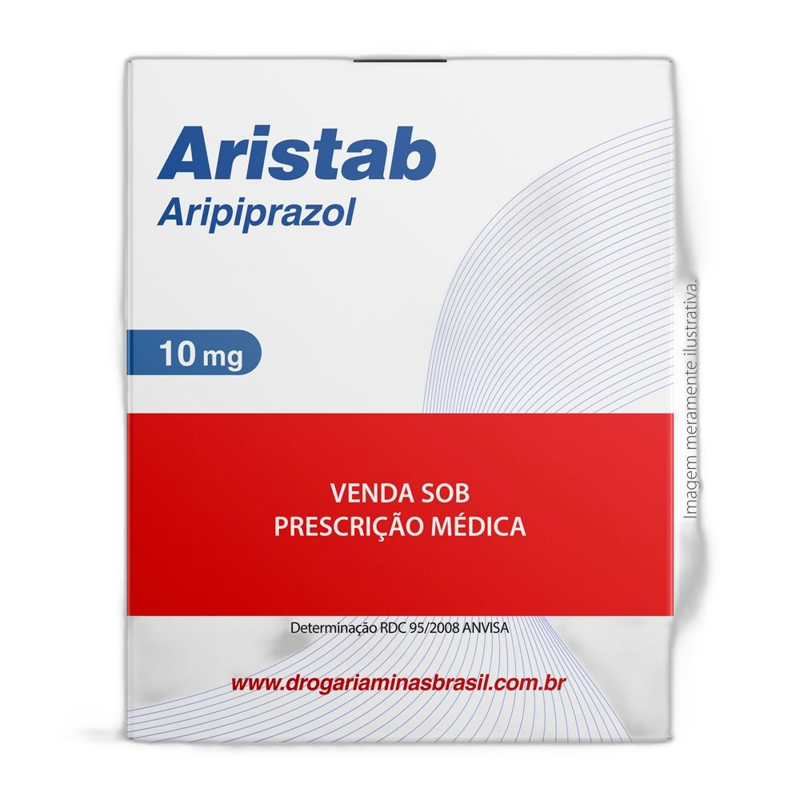 Aristab
Aripiprazol
10 mg
VENDA SOB
PRESCRIÇÃO MÉDICA
Determinação RDC 95/2008 ANVISA
www.drogariaminasbrasil.com.br
Imagem meramente ilustrativa.